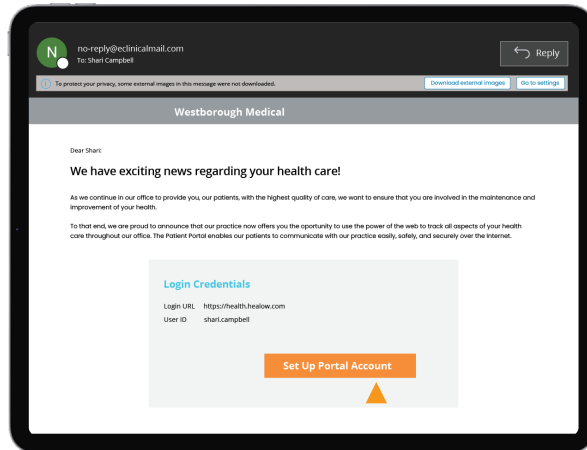 N
no-reply@eclinicalmail.com
To: Shari Campbell
Reply
To protect your privacy, some external images in this message were not downloaded.
Download external images
Go to settings
Westborough Medical
Dear Shari:
We have exciting news regarding your health care!
As we continue in our office to provide you, our patients, with the highest quality of care, we want to ensure that you are involved in the maintenance and
improvement of your health.
To that end, we are proud to announce that our practice now offers you the oportunity to use the power of the web to track all aspects of your health
care throughout our office. The Patient Portal enables our patients to communicate with our practice easily, safely, and securely over the Internet.
Login Credentials
Login URL https://health.healow.com
User ID shari.campbell
Set Up Portal Account